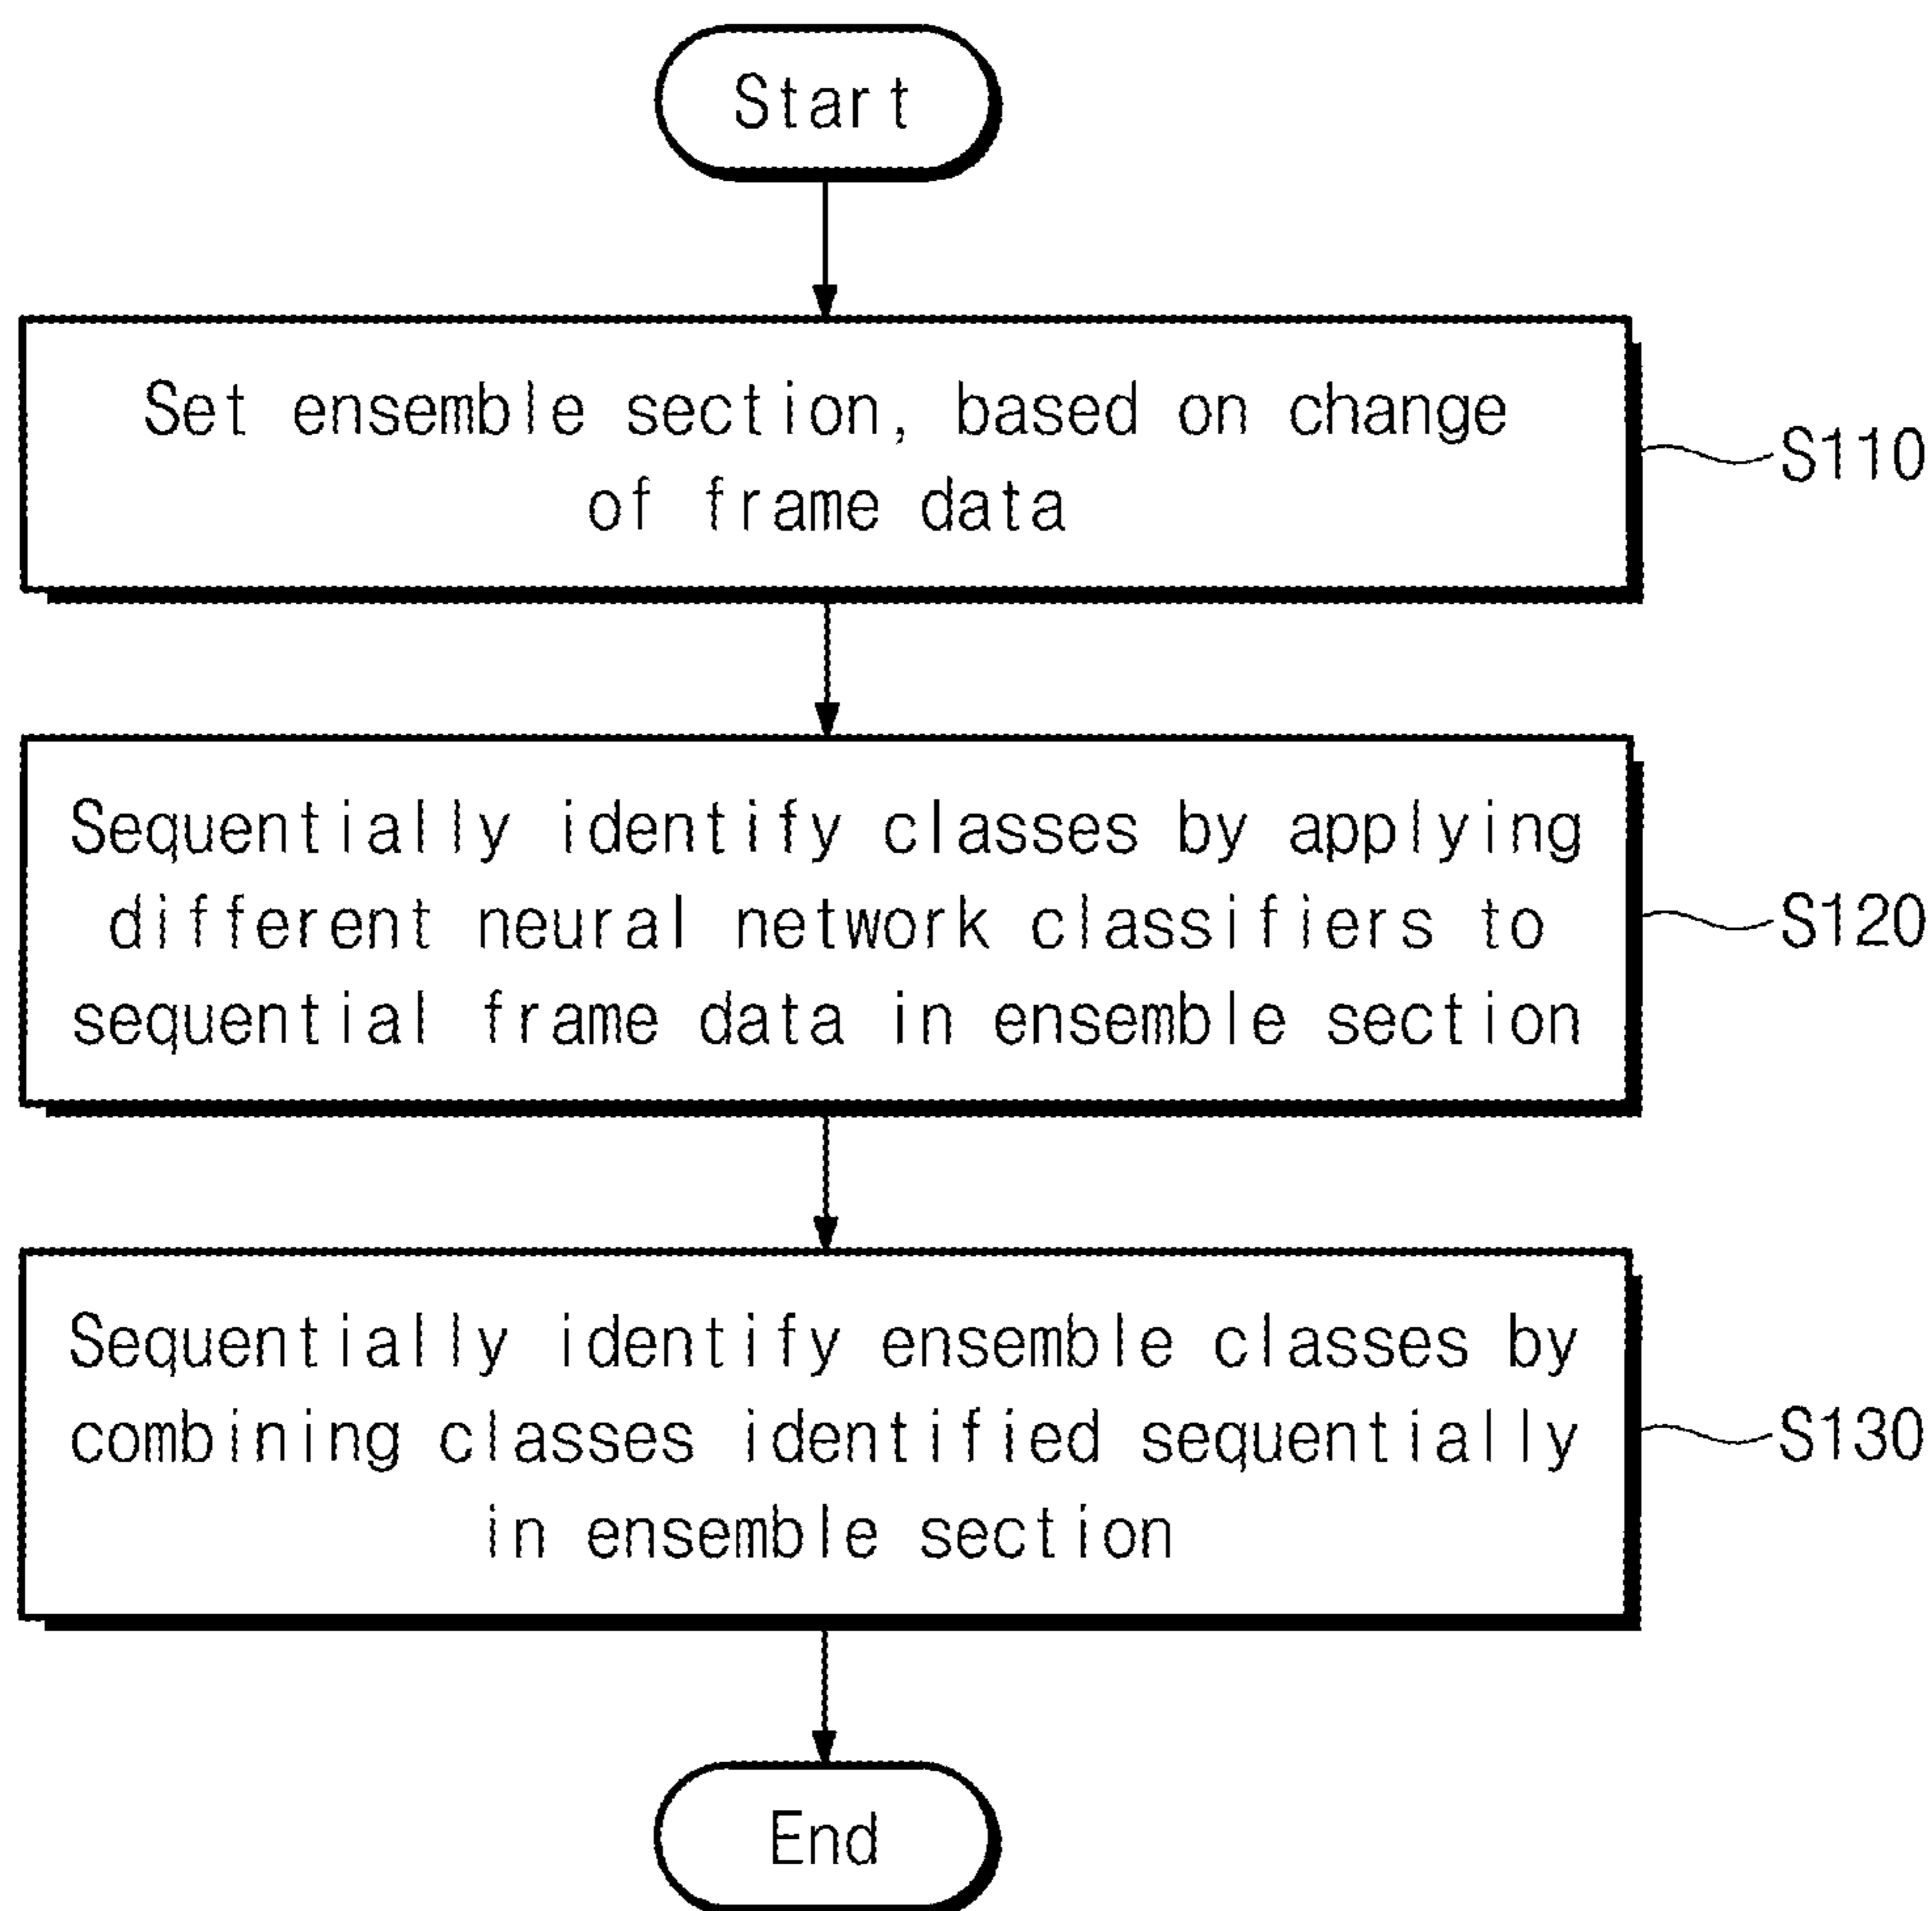 Start
Set ensemble section, based on change
of frame data
S110
Sequentially identify classes by applying
different neural network classifiers to
sequential frame data in ensemble section
S120
Sequentially identify ensemble classes by
combining classes identified sequentially
in ensemble section
S130
End